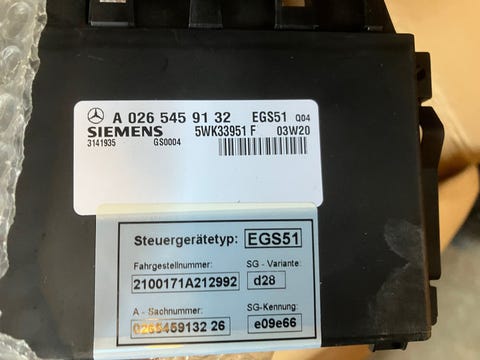 A 026 545 91 32 EGS51 Q04
SIEMENS 5WK33951 F 03W20
3141935 GS0004
Steuergerätetyp: EGS51
Fahrgestellnummer: SG - Variante:
2100171A212992 d28
A - Sachnummer: SG-Kennung:
0265459132 26 e09e66